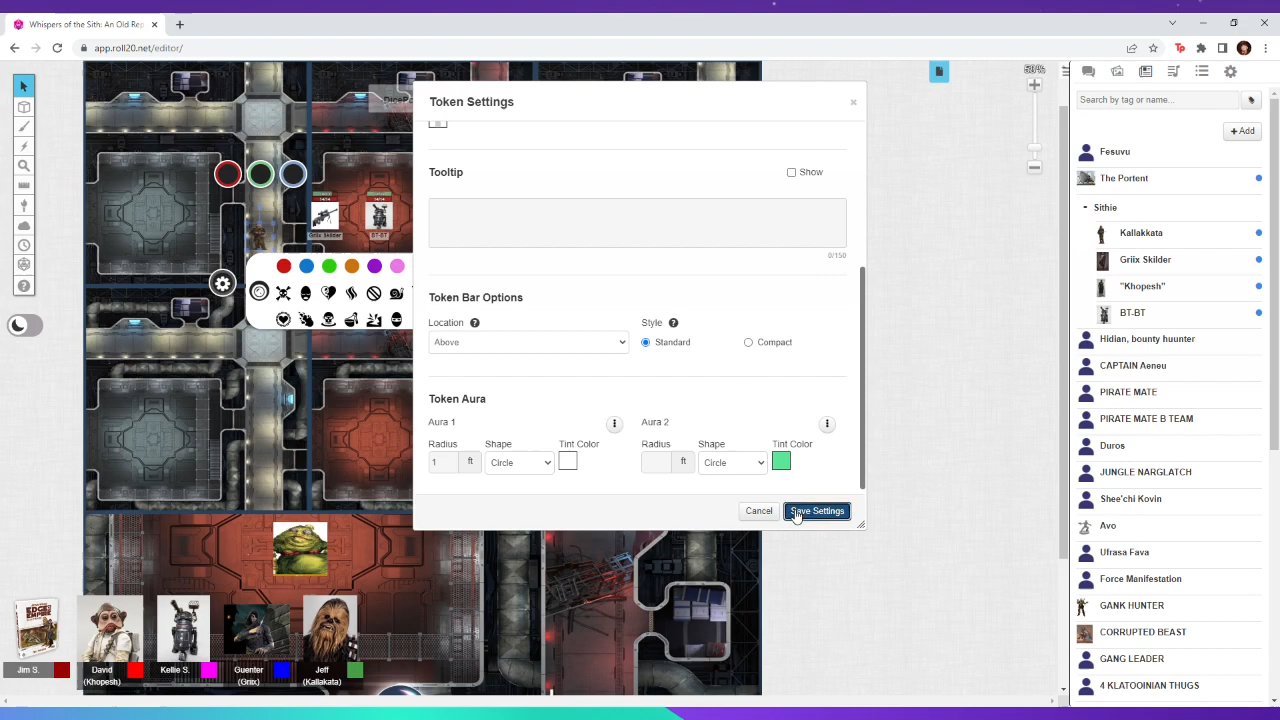 Whispers of the Sith: An Old Rep
app.roll20.net/editor/
50%
Token Settings
Search by tag or name...
+ Add
Fesuvu
The Portent
Sithie
Kallakkata
Griix Skilder
"Khopesh"
BT-BT
Hidian, bounty huunter
CAPTAIN Aeneu
PIRATE MATE
PIRATE MATE B TEAM
Duros
JUNGLE NARGLATCH
Shee'chi Kovin
Avo
Ufrasa Fava
Force Manifestation
GANK HUNTER
CORRUPTED BEAST
GANG LEADER
4 KLATOOINIAN THUGS
Tooltip
Show
0/150
Token Bar Options
Location
Style
Above
Standard
Compact
Token Aura
Aura 1
Aura 2
Radius
Shape
Tint Color
Radius
Shape
Tint Color
1
ft
Circle
ft
Circle
Cancel
Save Settings
Griix Skilder
BT-BT
Jim S.
David
(Khopesh)
Kellie S.
Guenter
(Griix)
Jeff
(Kallakata)